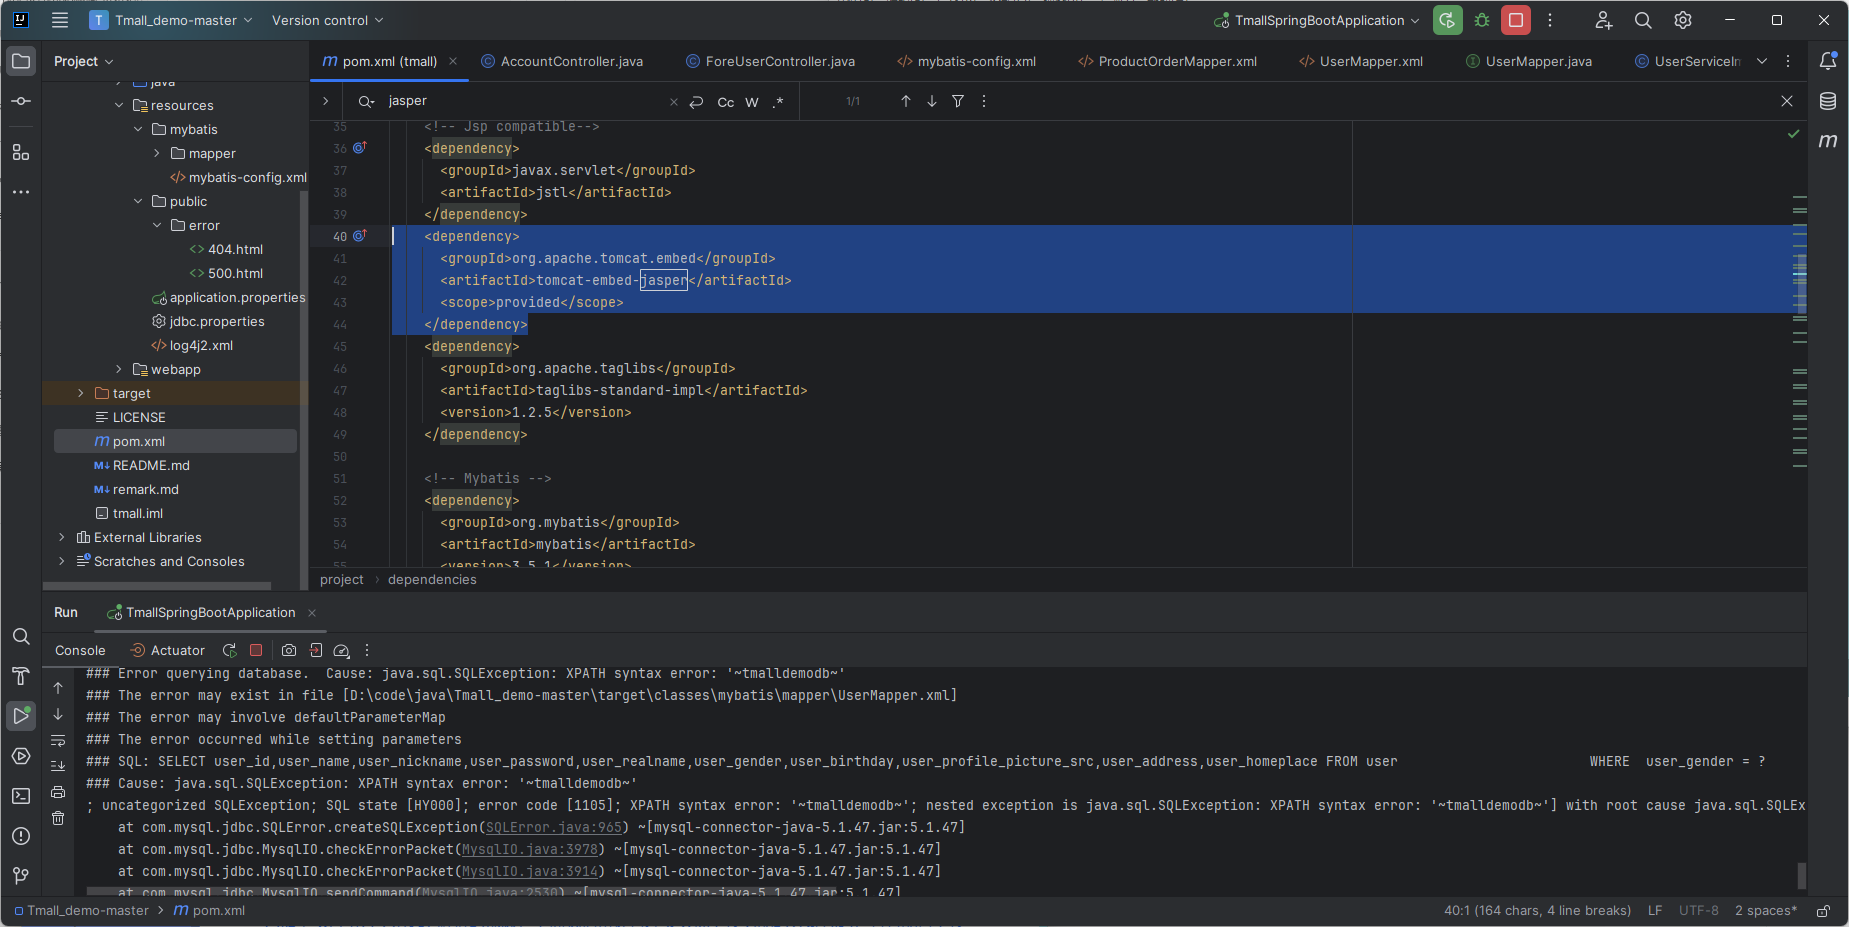 T Tmall_demo-master Version control TmallSpringBootApplication
Project
java
resources
mybatis
mapper
mybatis-config.xml
public
error
404.html
500.html
application.properties
jdbc.properties
log4j2.xml
webapp
target
LICENSE
pom.xml
README.md
remark.md
tmall.iml
External Libraries
Scratches and Consoles
pom.xml (tmall) AccountController.java ForeUserController.java mybatis-config.xml ProductOrderMapper.xml UserMapper.xml UserMapper.java UserServiceIm
jasper Cc W .* 1/1
35 <!-- Jsp compatible-->
36 <dependency>
37 <groupId>javax.servlet</groupId>
38 <artifactId>jstl</artifactId>
39 </dependency>
40 <dependency>
41 <groupId>org.apache.tomcat.embed</groupId>
42 <artifactId>tomcat-embed-jasper</artifactId>
43 <scope>provided</scope>
44 </dependency>
45 <dependency>
46 <groupId>org.apache.taglibs</groupId>
47 <artifactId>taglibs-standard-impl</artifactId>
48 <version>1.2.5</version>
49 </dependency>
50
51 <!-- Mybatis -->
52 <dependency>
53 <groupId>org.mybatis</groupId>
54 <artifactId>mybatis</artifactId>
55 <version>3.5.1</version>
project dependencies
Run TmallSpringBootApplication
Console Actuator
### Error querying database.  Cause: java.sql.SQLException: XPATH syntax error: '~tmalldemodb~'
### The error may exist in file [D:\code\java\Tmall_demo-master\target\classes\mybatis\mapper\UserMapper.xml]
### The error may involve defaultParameterMap
### The error occurred while setting parameters
### SQL: SELECT user_id,user_name,user_nickname,user_password,user_realname,user_gender,user_birthday,user_profile_picture_src,user_address,user_homeplace FROM user WHERE  user_gender = ?
### Cause: java.sql.SQLException: XPATH syntax error: '~tmalldemodb~'
; uncategorized SQLException; SQL state [HY000]; error code [1105]; XPATH syntax error: '~tmalldemodb~'; nested exception is java.sql.SQLException: XPATH syntax error: '~tmalldemodb~'] with root cause java.sql.SQLEx
at com.mysql.jdbc.SQLError.createSQLException(SQLError.java:965) ~[mysql-connector-java-5.1.47.jar:5.1.47]
at com.mysql.jdbc.MysqlIO.checkErrorPacket(MysqlIO.java:3978) ~[mysql-connector-java-5.1.47.jar:5.1.47]
at com.mysql.jdbc.MysqlIO.checkErrorPacket(MysqlIO.java:3914) ~[mysql-connector-java-5.1.47.jar:5.1.47]
at com.mysql.jdbc.MysqlIO.sendCommand(MysqlIO.java:2530) ~[mysql-connector-java-5.1.47.jar:5.1.47]
Tmall_demo-master pom.xml 40:1 (164 chars, 4 line breaks) LF UTF-8 2 spaces*